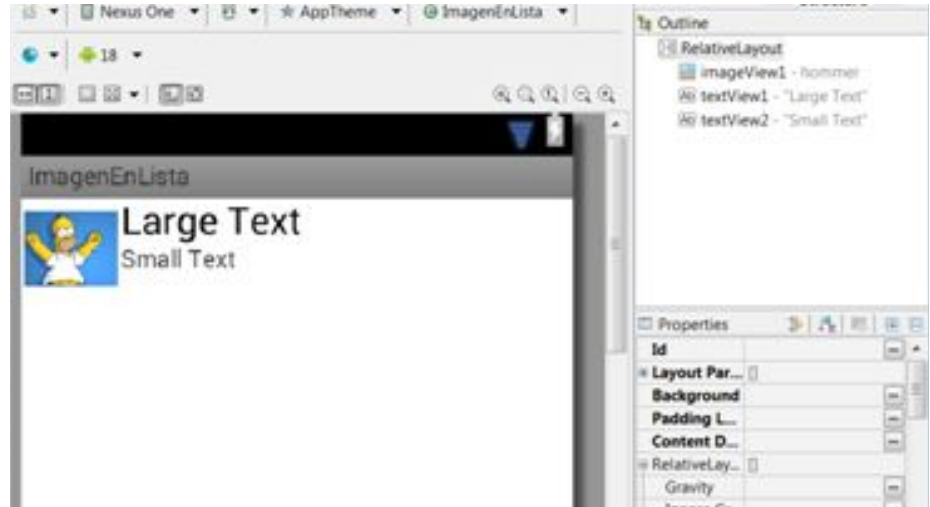 Nexus One AppTheme ImagenEnLista
Outline
18
RelativeLayout
imageView1 - hommer
textView1 - "Large Text"
textView2 - "Small Text"
ImagenEnLista
Large Text
Small Text
Properties
Id
Layout Par...
Background
Padding L...
Content D...
RelativeLay...
Gravity